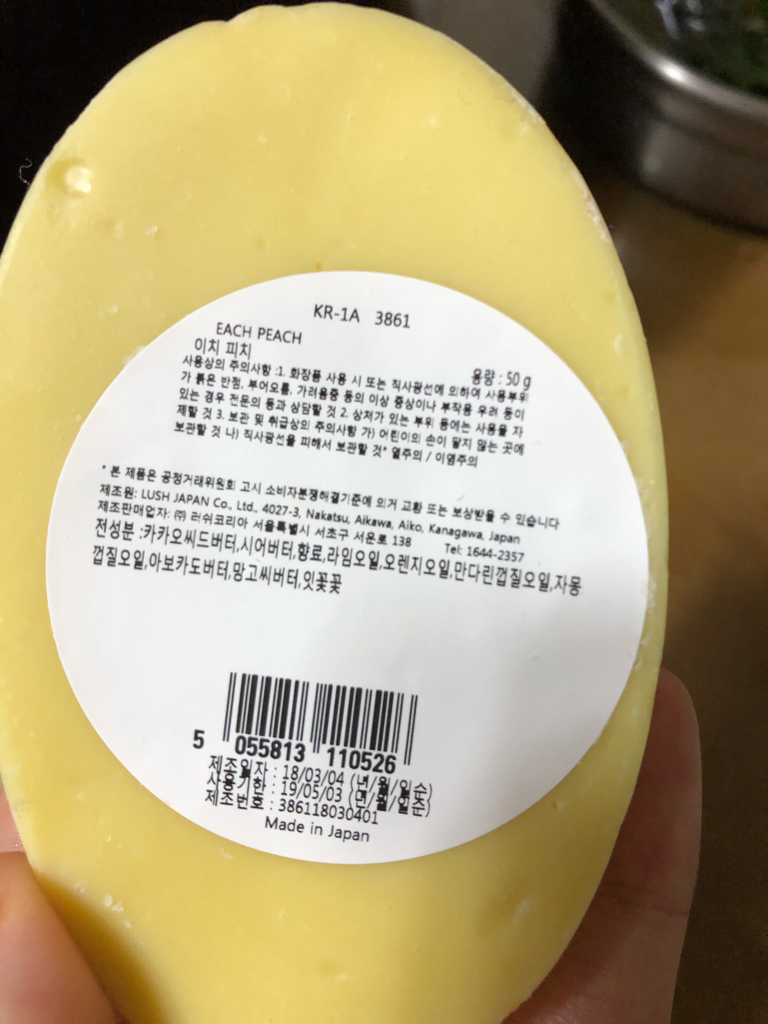 KR-1A 3861
EACH PEACH
이치 피치
용량 : 50 g
사용상의 주의사항 :1. 화장품 사용 시 또는 직사광선에 의하여 사용부위
가 붉은 반점, 부어오름, 가려움증 등의 이상 증상이나 부작용 우려 등이
있는 경우 전문의 등과 상담할 것 2. 상처가 있는 부위 등에는 사용을 자
제할 것 3. 보관 및 취급상의 주의사항 가) 어린이의 손이 닿지 않는 곳에
보관할 것 나) 직사광선을 피해서 보관할 것* 열주의 / 이염주의
* 본 제품은 공정거래위원회 고시 소비자분쟁해결기준에 의거 교환 또는 보상받을 수 있습니다
제조원: LUSH JAPAN Co., Ltd., 4027-3, Nakatsu, Aikawa, Aiko, Kanagawa, Japan
제조판매업자: ㈜ 러쉬코리아 서울특별시 서초구 서운로 138 Tel: 1644-2357
전성분 :카카오씨드버터,시어버터,향료,라임오일,오렌지오일,만다린껍질오일,자몽
껍질오일,아보카도버터,망고씨버터,잇꽃꽃
5 055813 110526
제조일자 : 18/03/04 (년/월/일순
사용기한 : 19/05/03 (년/월/일순)
제조번호 : 386118030401
Made in Japan